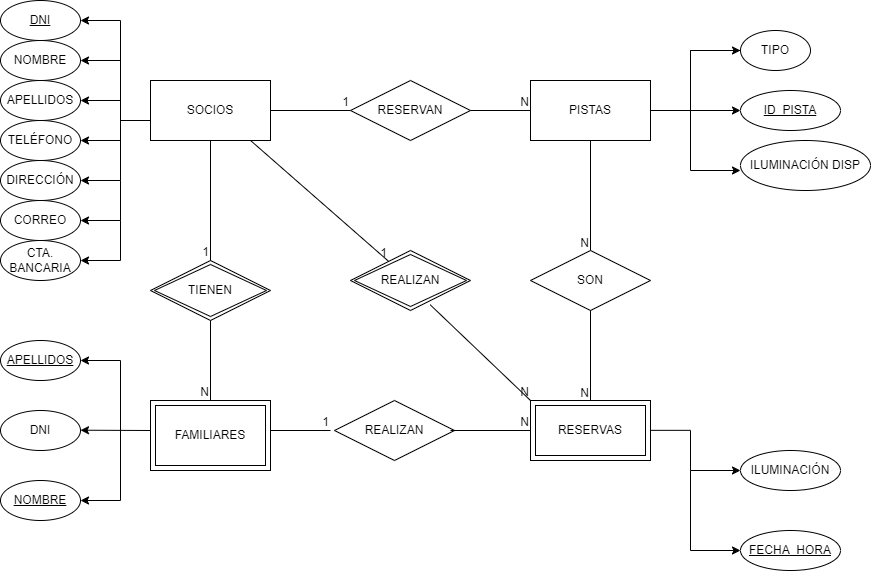 DNI
NOMBRE
APELLIDOS
TELÉFONO
DIRECCIÓN
CORREO
CTA.
BANCARIA
SOCIOS
1
RESERVAN
N
PISTAS
TIPO
ID_PISTA
ILUMINACIÓN DISP
1
TIENEN
N
1
REALIZAN
N
N
SON
N
APELLIDOS
DNI
NOMBRE
FAMILIARES
1
REALIZAN
N
RESERVAS
ILUMINACIÓN
FECHA_HORA